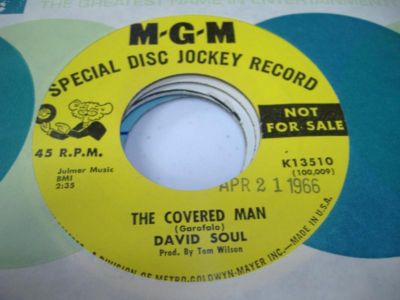 THE GREATEST NAME IN ENTERTAINMENT
M-G-M
SPECIAL DISC JOCKEY RECORD
NOT
FOR SALE
45 R.P.M.
Julmer Music
BMI
2:35
K13510
(100,009)
APR 21 1966
THE COVERED MAN
(Garofalo)
DAVID SOUL
Prod. By Tom Wilson
A DIVISION OF METRO-GOLDWYN-MAYER INC.—MADE IN U.S.A.